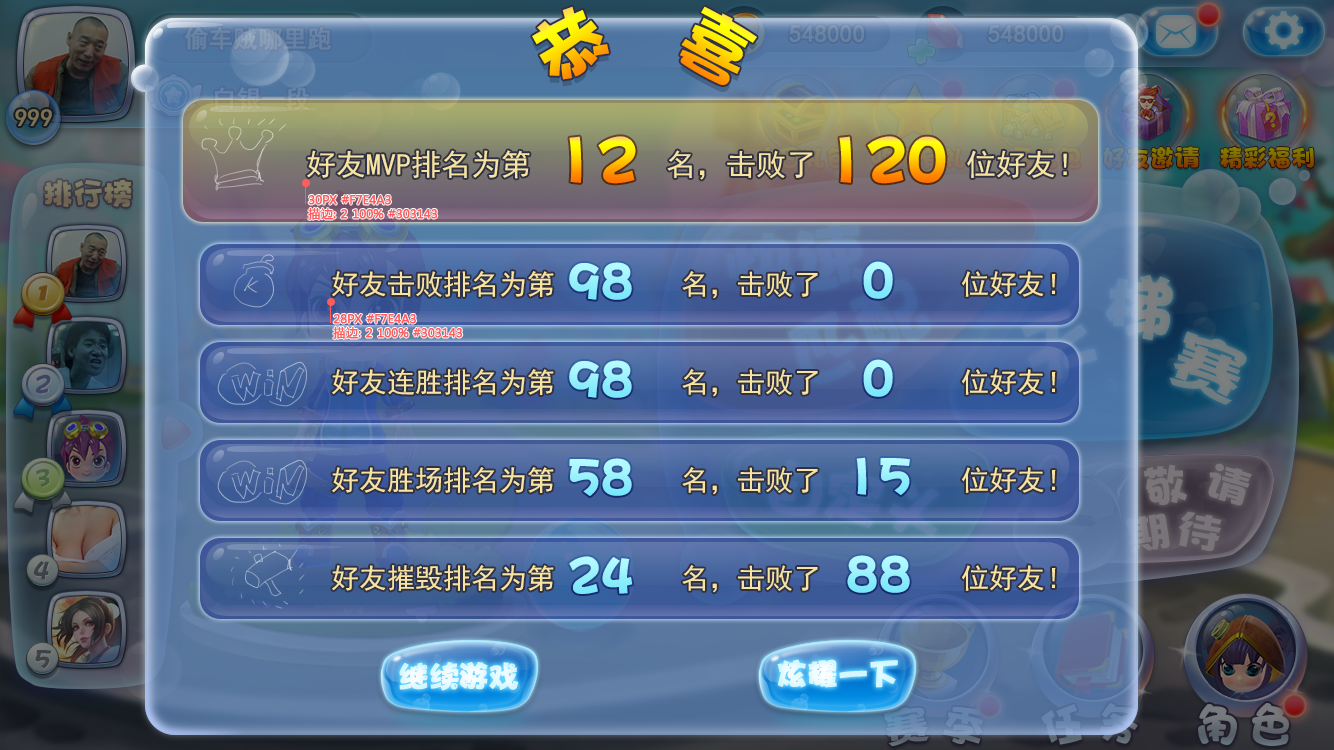 恭 喜
偷车贼哪里跑
548000
548000
999
白银一段
好友MVP排名为第 12 名，击败了 120 位好友！
30PX #F7E4A3
描边: 2 100% #303143
好友邀请
精彩福利
排行榜
1
2
3
4
5
好友击败排名为第 98 名，击败了 0 位好友！
28PX #F7E4A3
描边: 2 100% #303143
WiN
好友连胜排名为第 98 名，击败了 0 位好友！
梯赛
WiN
好友胜场排名为第 58 名，击败了 15 位好友！
敬请
期待
好友摧毁排名为第 24 名，击败了 88 位好友！
继续游戏
炫耀一下
赛季
任务
角色